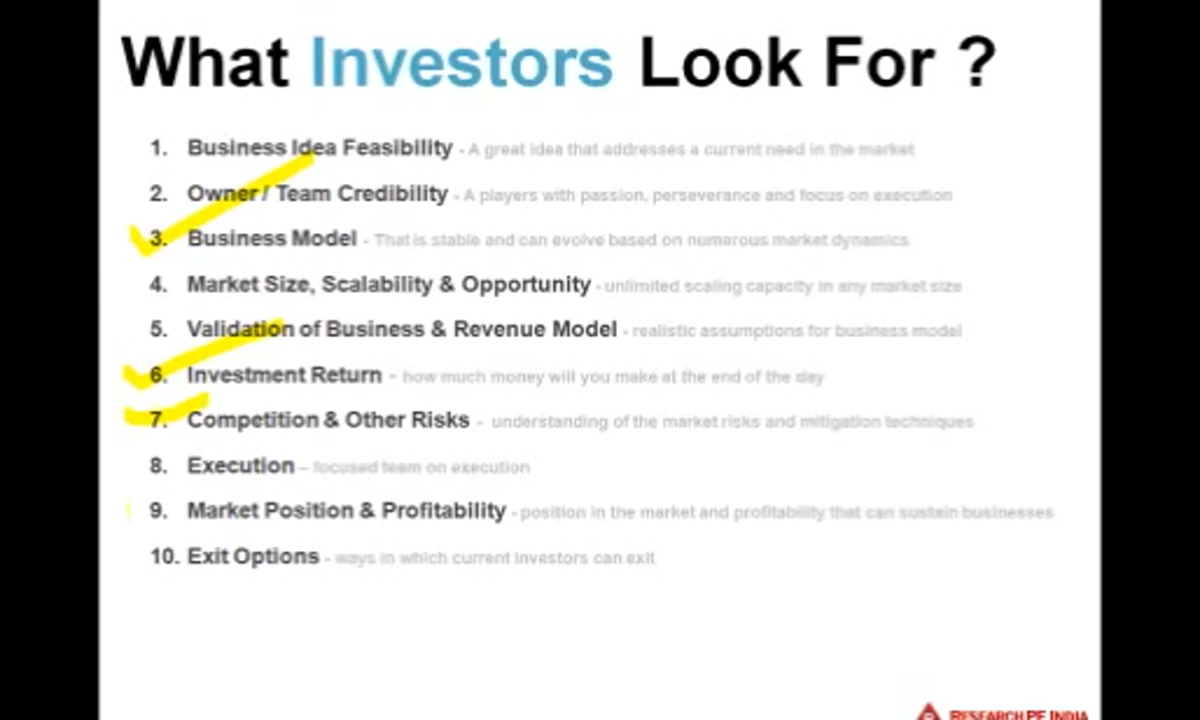 What Investors Look For ?
1. Business Idea Feasibility - A great idea that addresses a current need in the market
2. Owner / Team Credibility - A players with passion, perseverance and focus on execution
3. Business Model - That is stable and can evolve based on numerous market dynamics
4. Market Size, Scalability & Opportunity - unlimited scaling capacity in any market size
5. Validation of Business & Revenue Model - realistic assumptions for business model
6. Investment Return - how much money will you make at the end of the day
7. Competition & Other Risks - understanding of the market risks and mitigation techniques
8. Execution – focused team on execution
9. Market Position & Profitability - position in the market and profitability that can sustain businesses
10. Exit Options - ways in which current investors can exit
RESEARCH PE INDIA